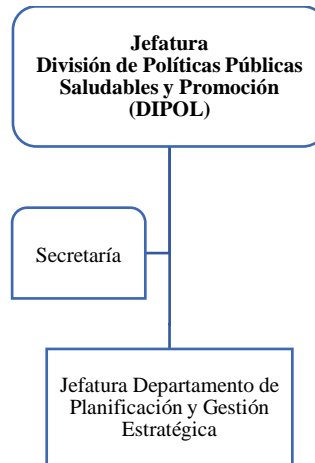 Jefatura
División de Políticas Públicas
Saludables y Promoción
(DIPOL)
Secretaría
Jefatura Departamento de
Planificación y Gestión
Estratégica